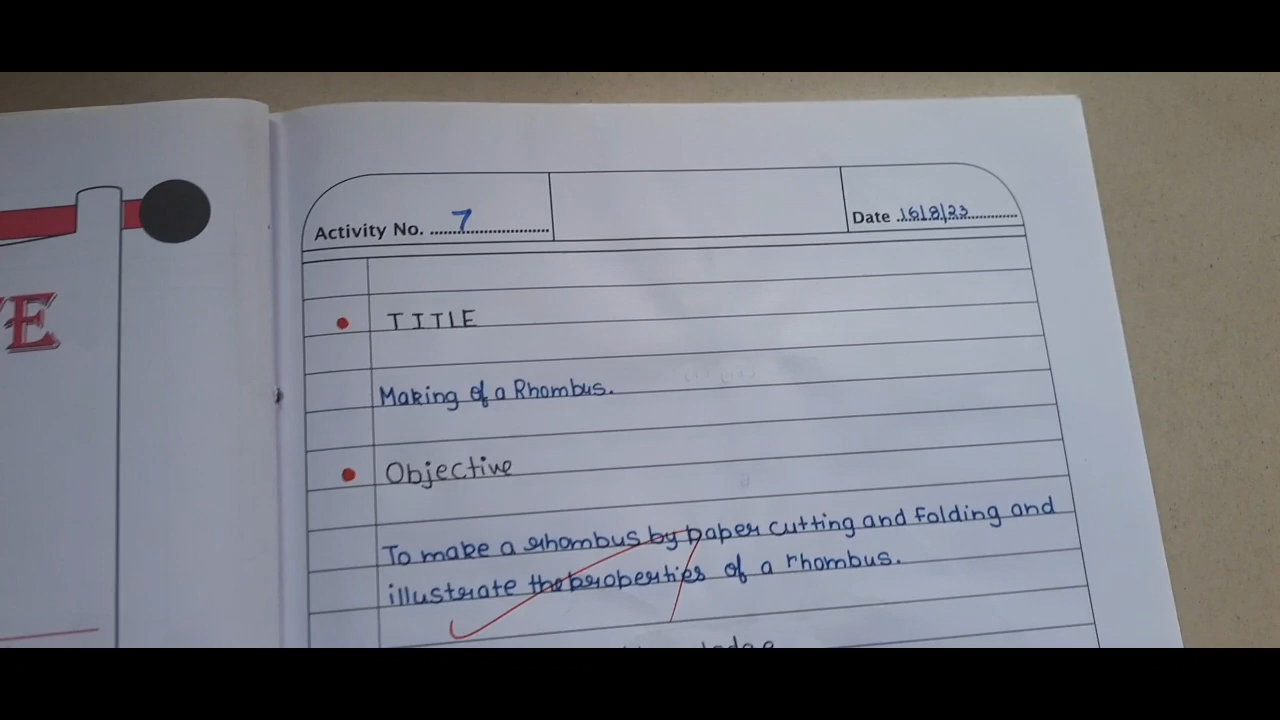 Activity No. 7
Date 16/8/23
TITLE
Making of a Rhombus.
Objective
To make a rhombus by paper cutting and folding and
illustrate the properties of a rhombus.